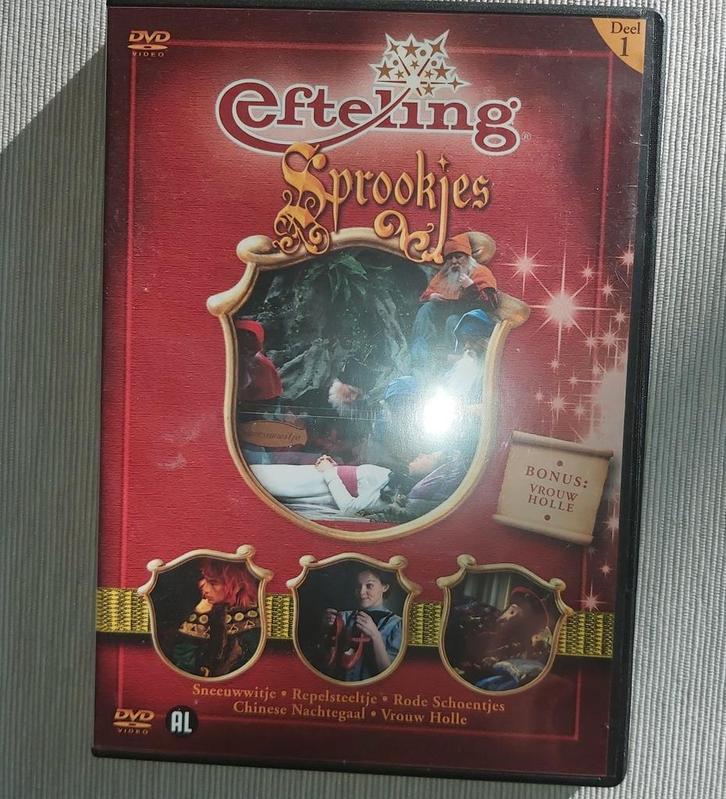 DVD
VIDEO
Deel
1
Efteling®
Sprookjes
BONUS:
VROUW
HOLLE
Sneeuwwitje • Repelsteeltje • Rode Schoentjes
Chinese Nachtegaal • Vrouw Holle
DVD
VIDEO
AL